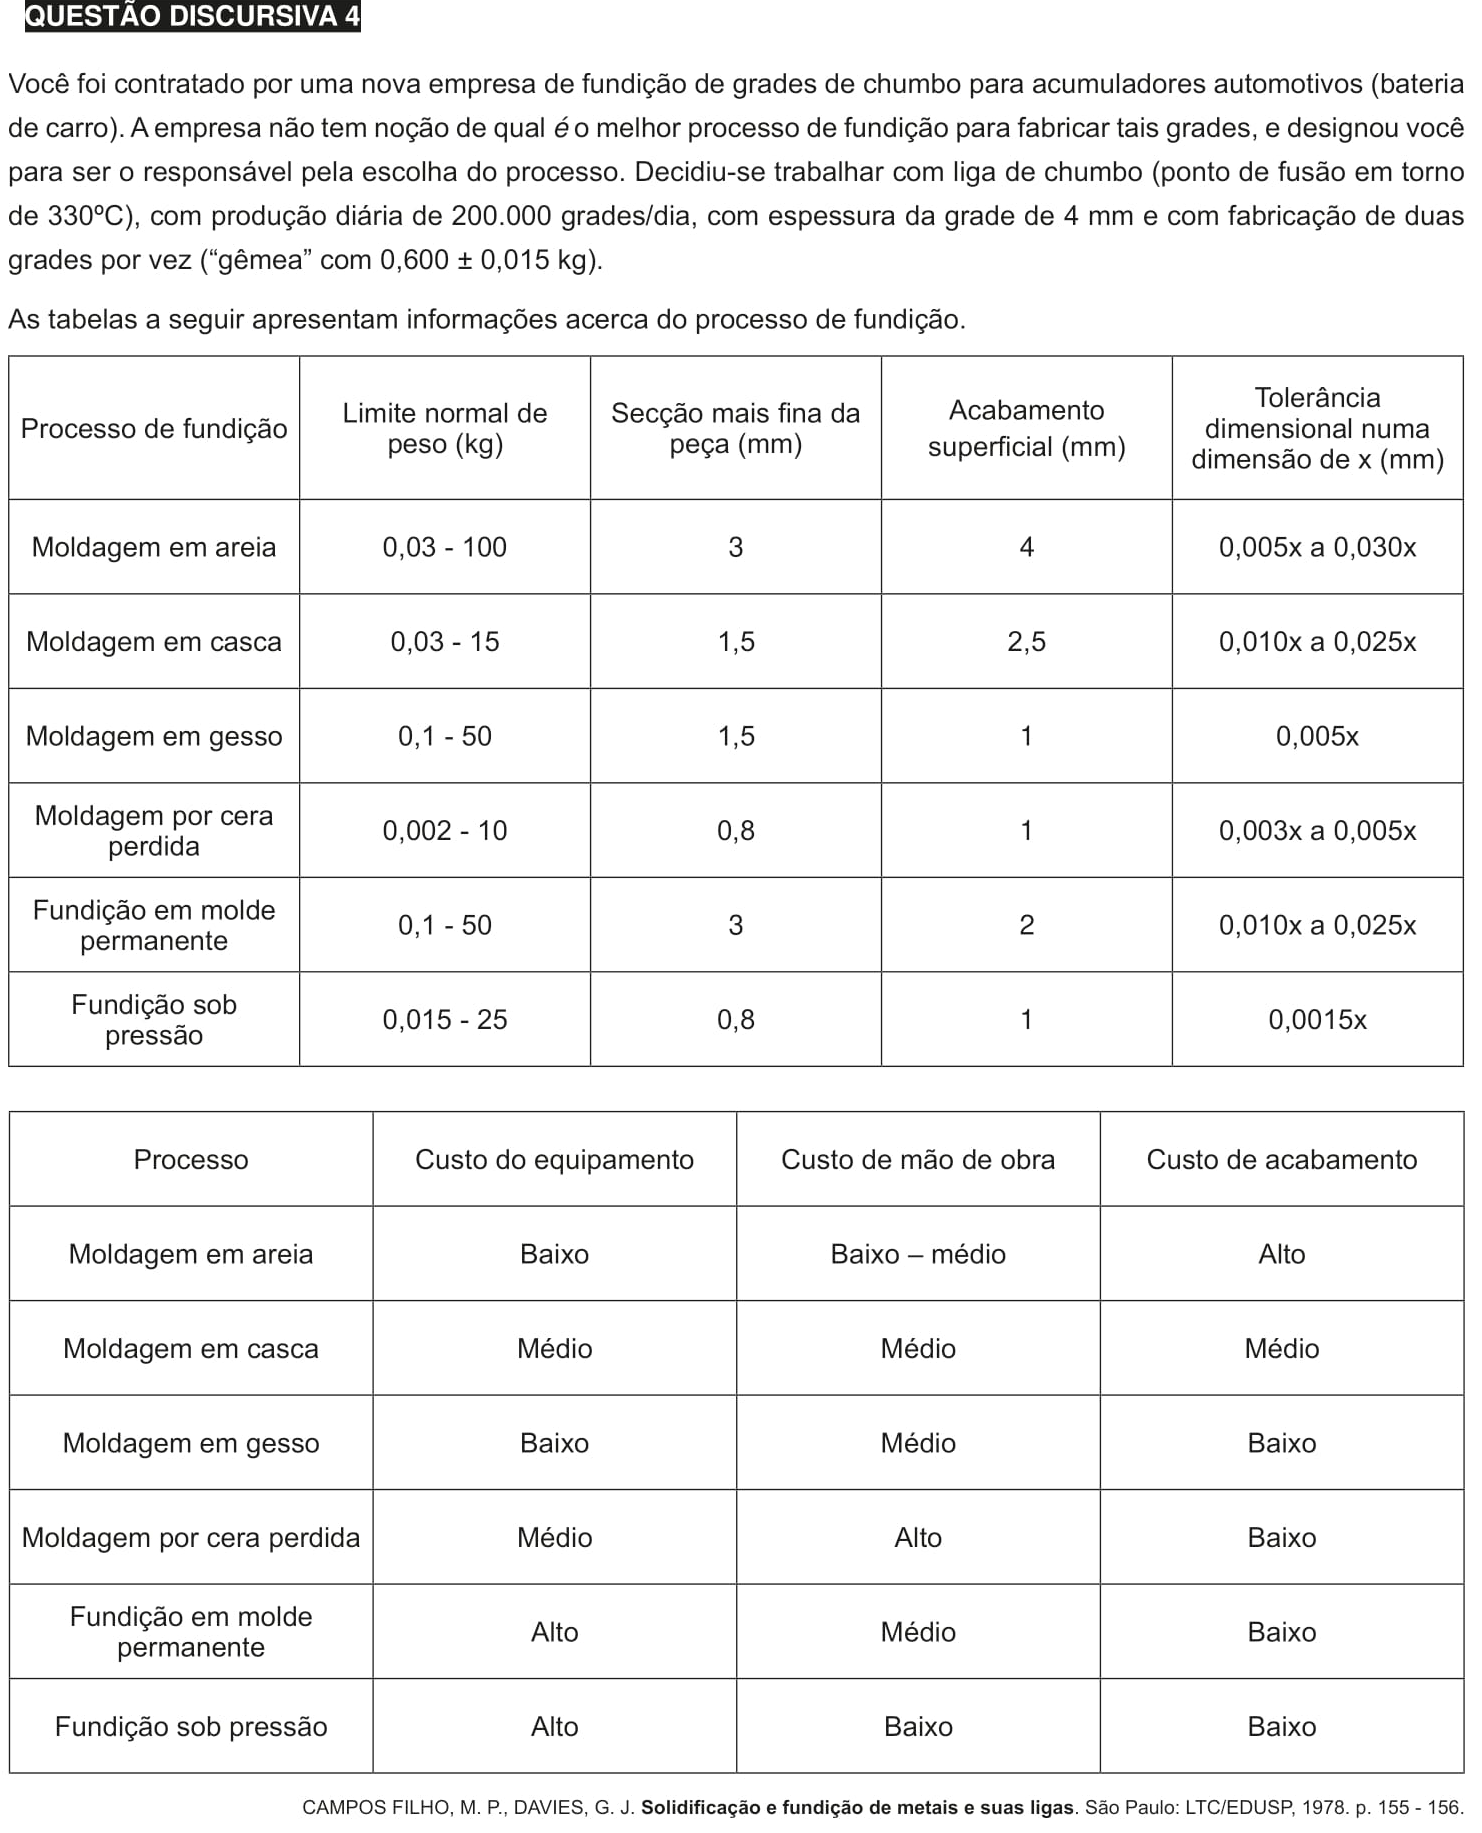 QUESTÃO DISCURSIVA 4
Você foi contratado por uma nova empresa de fundição de grades de chumbo para acumuladores automotivos (bateria
de carro). A empresa não tem noção de qual é o melhor processo de fundição para fabricar tais grades, e designou você
para ser o responsável pela escolha do processo. Decidiu-se trabalhar com liga de chumbo (ponto de fusão em torno
de 330ºC), com produção diária de 200.000 grades/dia, com espessura da grade de 4 mm e com fabricação de duas
grades por vez (“gêmea” com 0,600 ± 0,015 kg).
As tabelas a seguir apresentam informações acerca do processo de fundição.
Processo de fundição
Limite normal de
peso (kg)
Secção mais fina da
peça (mm)
Acabamento
superficial (mm)
Tolerância
dimensional numa
dimensão de x (mm)
Moldagem em areia
0,03 - 100
3
4
0,005x a 0,030x
Moldagem em casca
0,03 - 15
1,5
2,5
0,010x a 0,025x
Moldagem em gesso
0,1 - 50
1,5
1
0,005x
Moldagem por cera
perdida
0,002 - 10
0,8
1
0,003x a 0,005x
Fundição em molde
permanente
0,1 - 50
3
2
0,010x a 0,025x
Fundição sob
pressão
0,015 - 25
0,8
1
0,0015x
Processo
Custo do equipamento
Custo de mão de obra
Custo de acabamento
Moldagem em areia
Baixo
Baixo – médio
Alto
Moldagem em casca
Médio
Médio
Médio
Moldagem em gesso
Baixo
Médio
Baixo
Moldagem por cera perdida
Médio
Alto
Baixo
Fundição em molde
permanente
Alto
Médio
Baixo
Fundição sob pressão
Alto
Baixo
Baixo
CAMPOS FILHO, M. P., DAVIES, G. J. Solidificação e fundição de metais e suas ligas. São Paulo: LTC/EDUSP, 1978. p. 155 - 156.